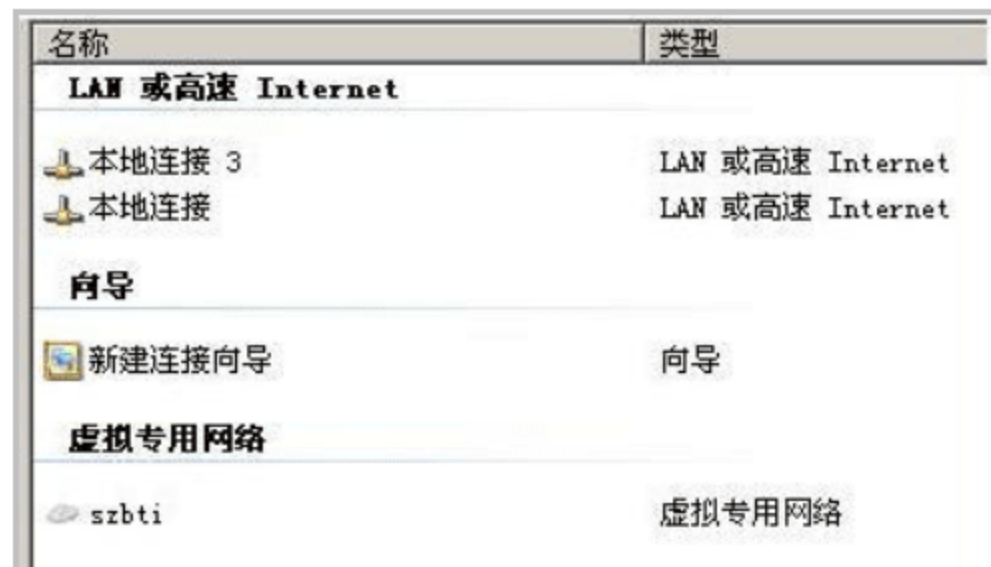 名称 类型
LAN 或高速 Internet
本地连接 3 LAN 或高速 Internet
本地连接 LAN 或高速 Internet
向导
新建连接向导 向导
虚拟专用网络
szbti 虚拟专用网络